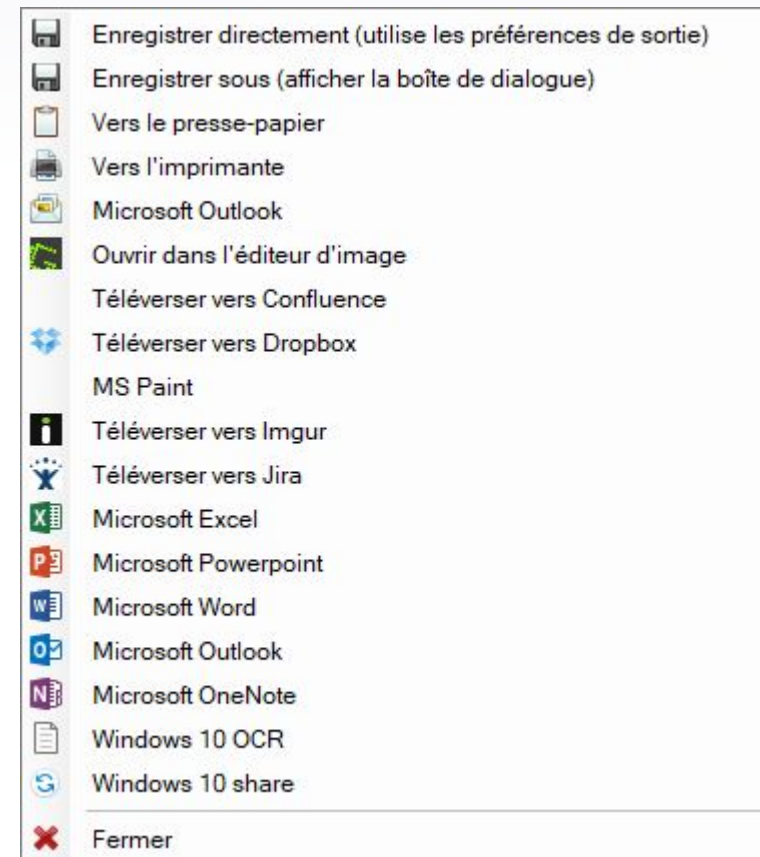 Enregistrer directement (utilise les préférences de sortie)
Enregistrer sous (afficher la boîte de dialogue)
Vers le presse-papier
Vers l'imprimante
Microsoft Outlook
Ouvrir dans l'éditeur d'image
Téléverser vers Confluence
Téléverser vers Dropbox
MS Paint
Téléverser vers Imgur
Téléverser vers Jira
Microsoft Excel
Microsoft Powerpoint
Microsoft Word
Microsoft Outlook
Microsoft OneNote
Windows 10 OCR
Windows 10 share
Fermer